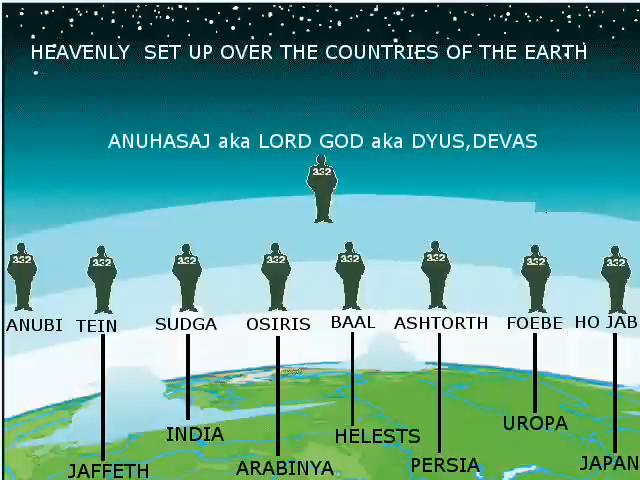 HEAVENLY SET UP OVER THE COUNTRIES OF THE EARTH
ANUHASAJ aka LORD GOD aka DYUS,DEVAS
332
332 332 332 332 332 332 332 332
ANUBI TEIN SUDGA OSIRIS BAAL ASHTORTH FOEBE HO JAB
JAFFETH INDIA ARABINYA HELESTS PERSIA UROPA JAPAN